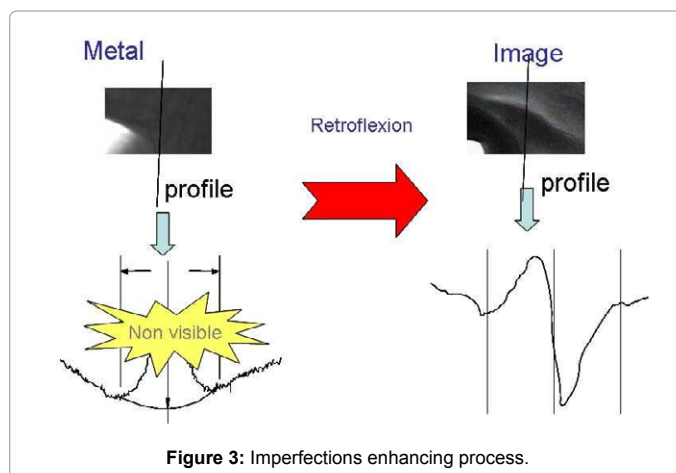 Metal
Image
Retroflexion
profile
profile
Non visible
Figure 3: Imperfections enhancing process.